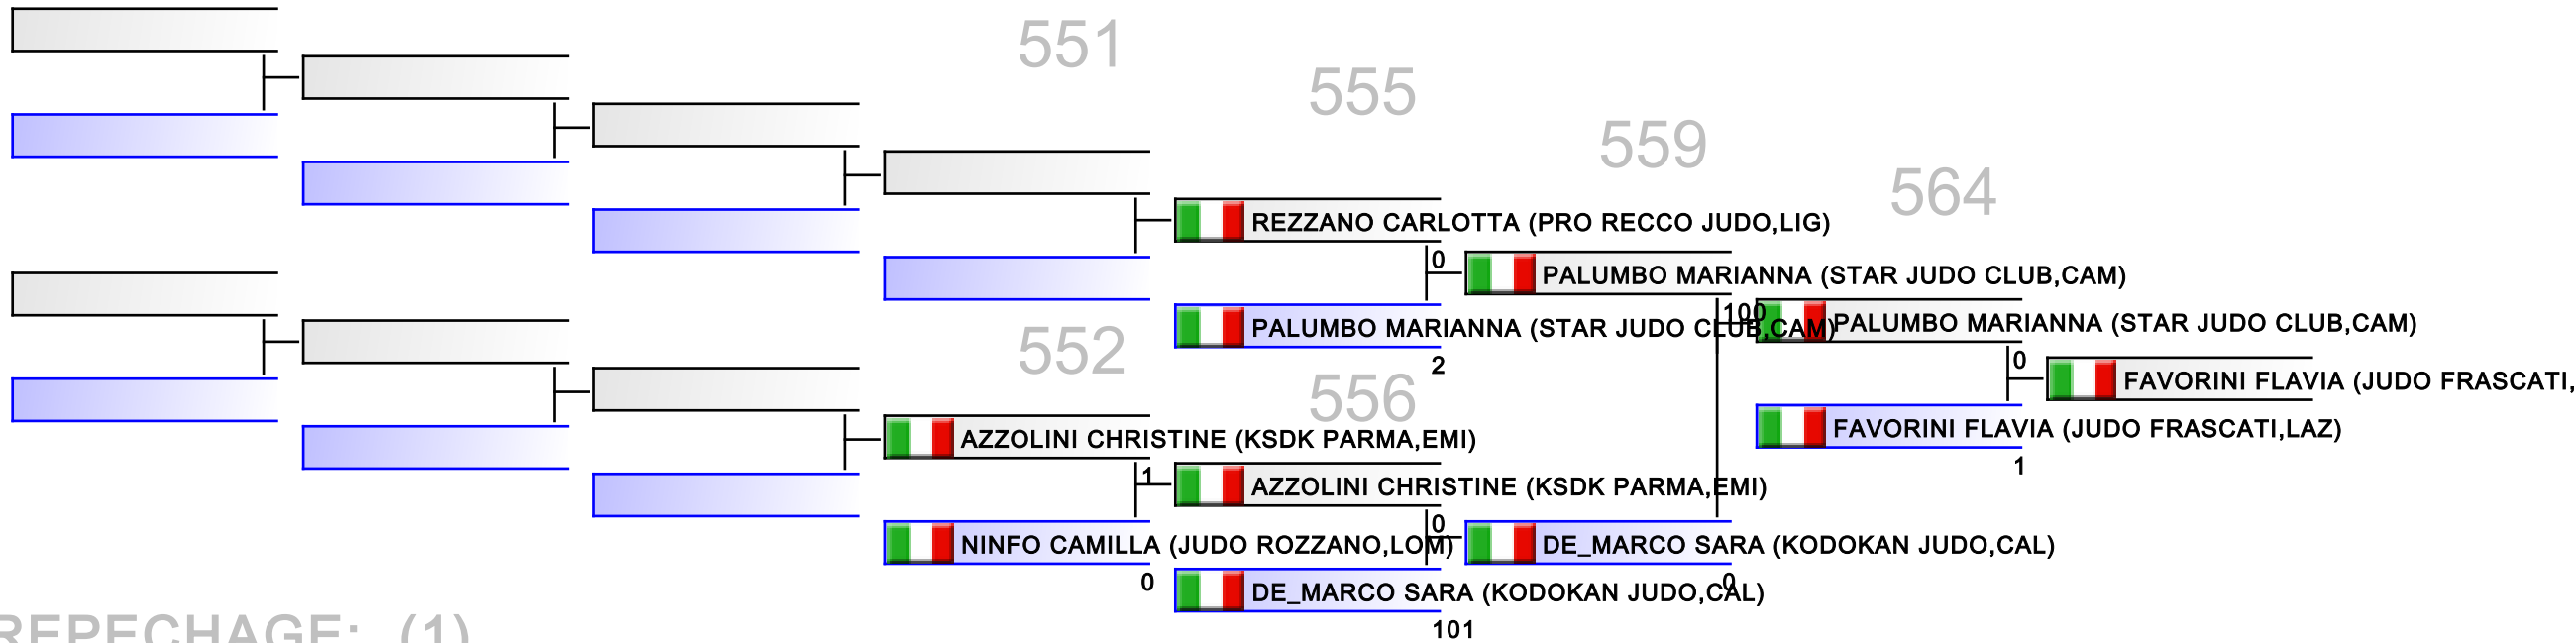 551
555
559
564
REZZANO CARLOTTA (PRO RECCO JUDO,LIG)
0
PALUMBO MARIANNA (STAR JUDO CLUB,CAM)
100
PALUMBO MARIANNA (STAR JUDO CLUB,CAM)
2
PALUMBO MARIANNA (STAR JUDO CLUB,CAM)
0
552
556
FAVORINI FLAVIA (JUDO FRASCATI,
FAVORINI FLAVIA (JUDO FRASCATI,LAZ)
1
AZZOLINI CHRISTINE (KSDK PARMA,EMI)
1
AZZOLINI CHRISTINE (KSDK PARMA,EMI)
0
NINFO CAMILLA (JUDO ROZZANO,LOM)
0
DE_MARCO SARA (KODOKAN JUDO,CAL)
0
DE_MARCO SARA (KODOKAN JUDO,CAL)
101
REPECHAGE: (1)